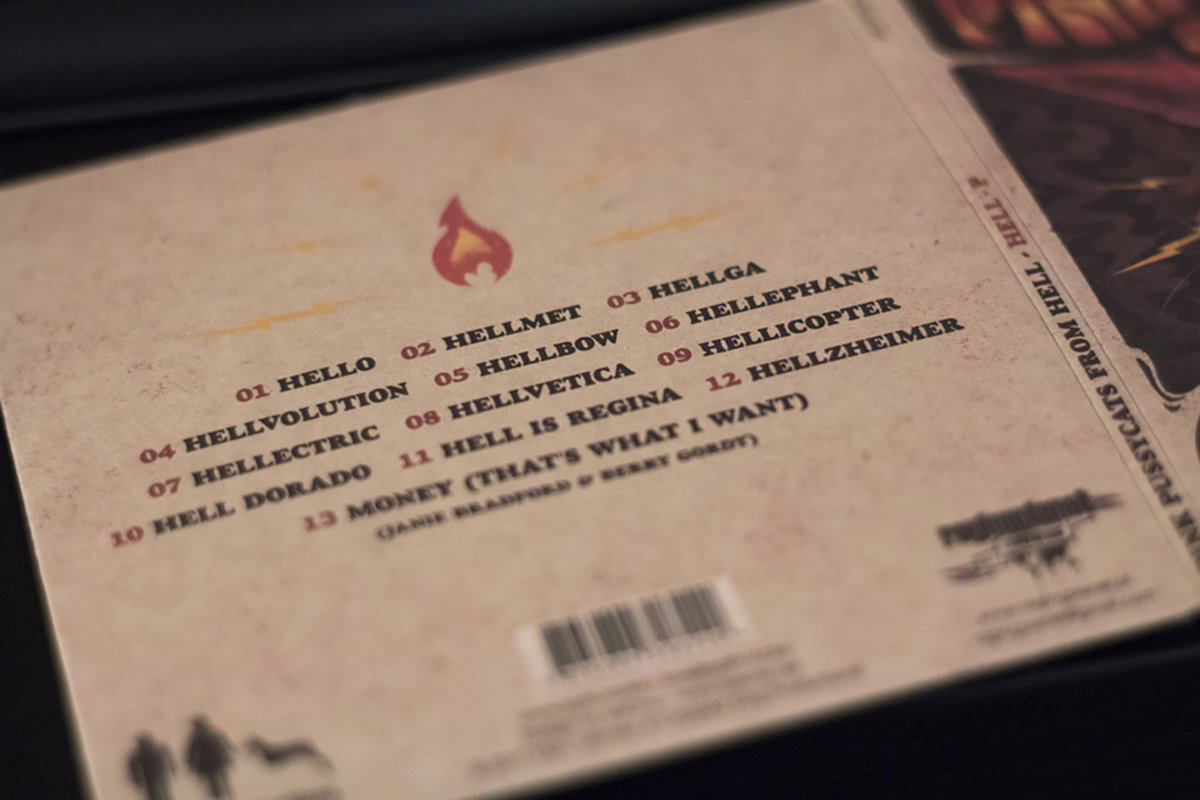 01 HELLO 02 HELLMET 03 HELLGA
04 HELLVOLUTION 05 HELLBOW 06 HELLEPHANT
07 HELLECTRIC 08 HELLVETICA 09 HELLICOPTER
10 HELL DORADO 11 HELL IS REGINA 12 HELLZHEIMER
13 MONEY (THAT'S WHAT I WANT)
(JANIE BRADFORD & BERRY GORDY)
PUSSYCATS FROM HELL - HELL-P